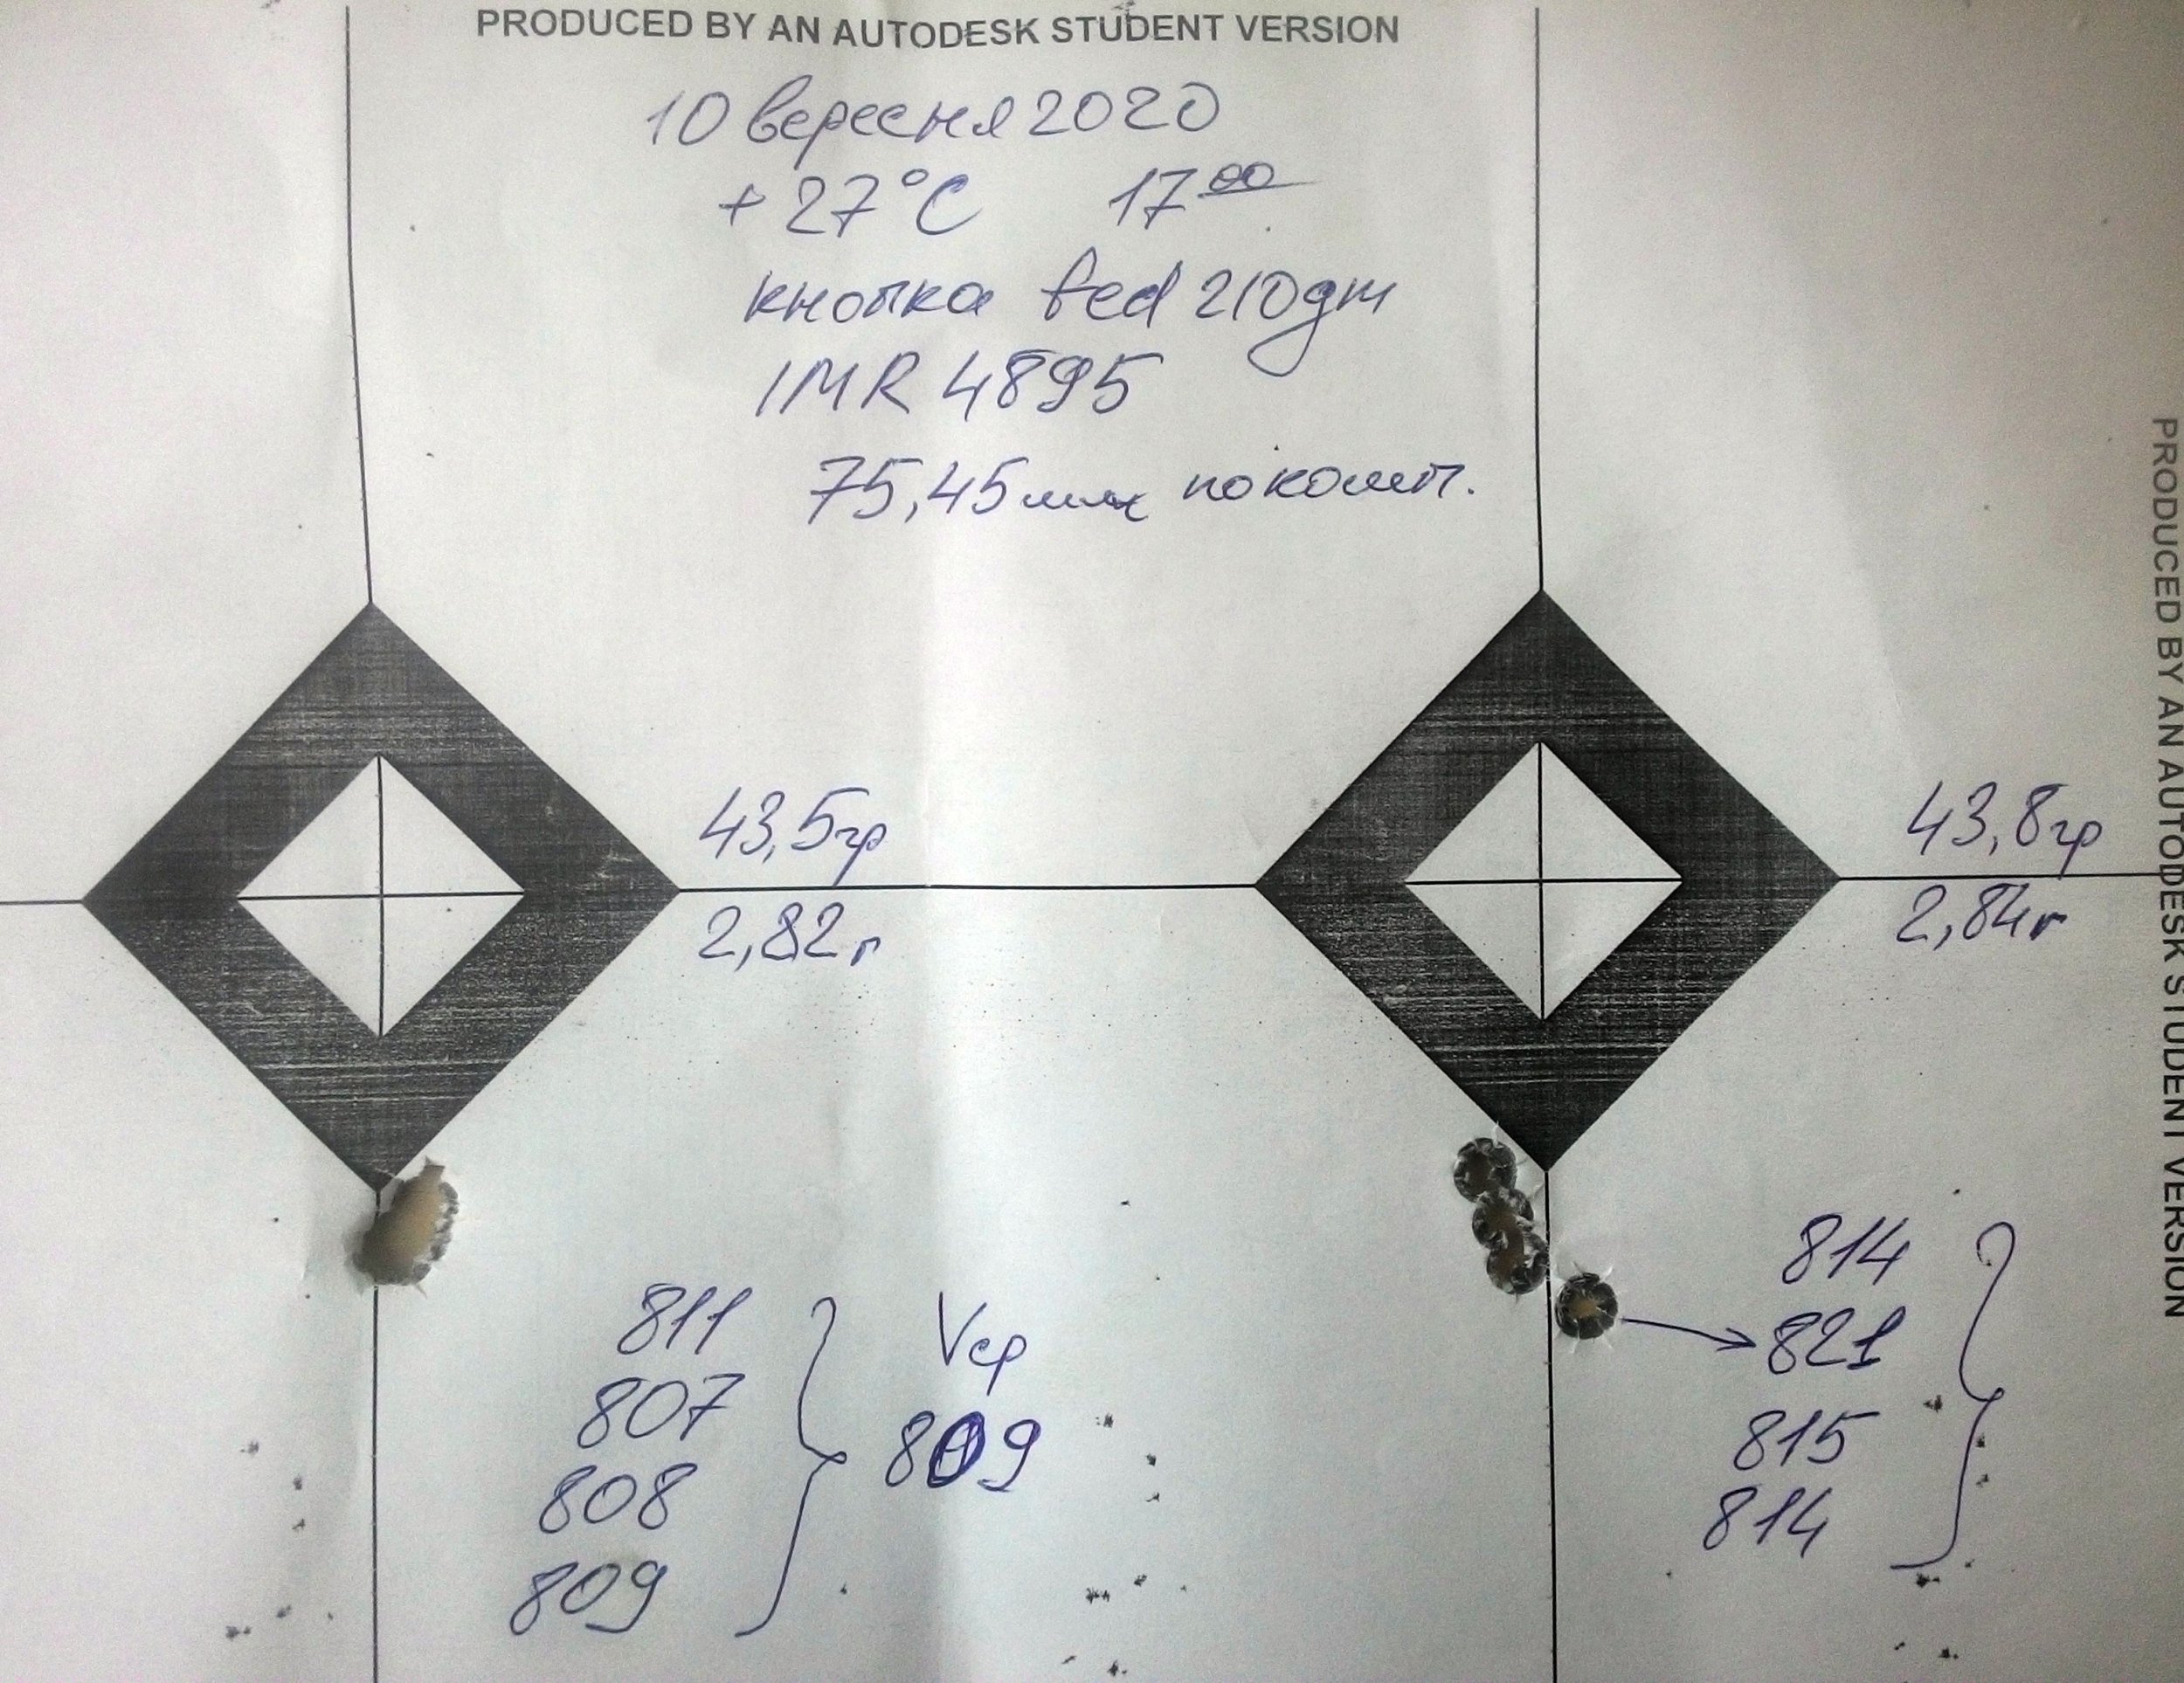 PRODUCED BY AN AUTODESK STUDENT VERSION
10 вересня 2020
+27°C 17⁰⁰
кнопка fed 210gm
IMR 4895
75,45мм по комп.
43,5гр
2,82г
43,8гр
2,84г
811
807
808
809
Vср
809
814
821
815
814
PRODUCED BY AN AUTODESK STUDENT VERSION